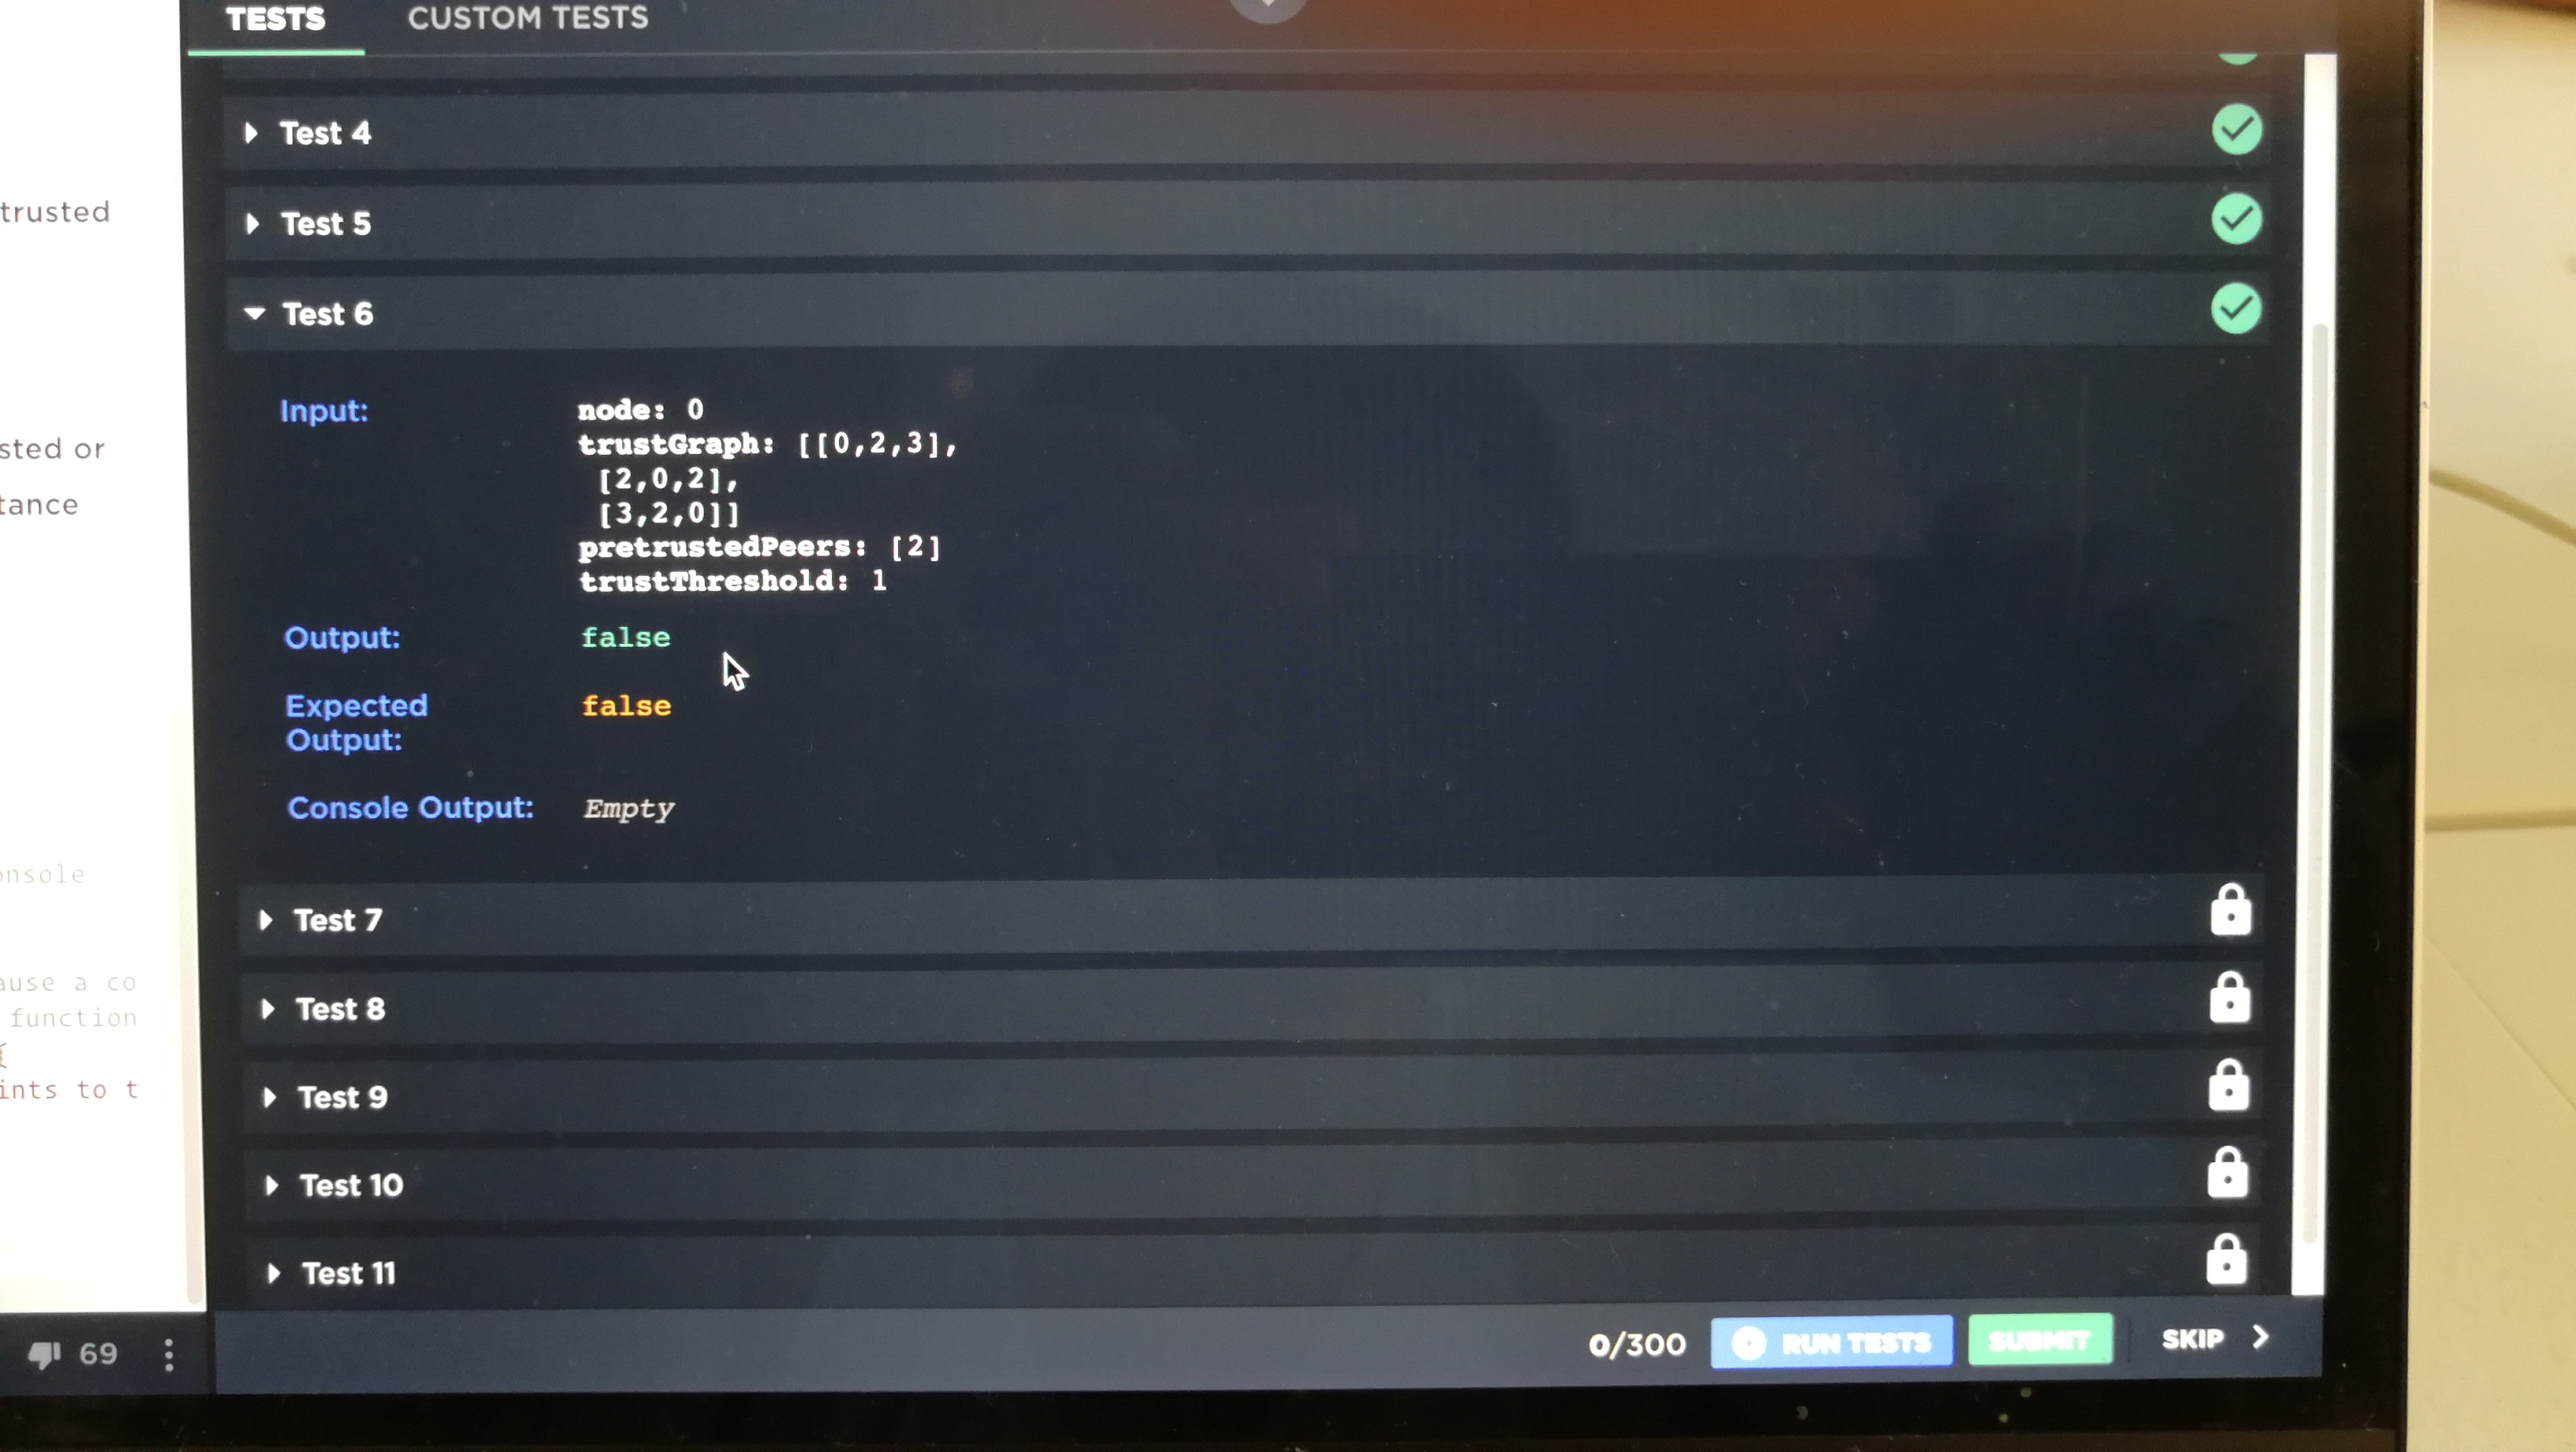 TESTS CUSTOM TESTS
trusted
sted or
tance
onsole
ause a co
function
{
ints to t
Test 4
Test 5
Test 6
Input: node: 0
trustGraph: [[0,2,3],
[2,0,2],
[3,2,0]]
pretrustedPeers: [2]
trustThreshold: 1
Output: false
Expected false
Output:
Console Output: Empty
Test 7
Test 8
Test 9
Test 10
Test 11
69 0/300 RUN TESTS SUBMIT SKIP